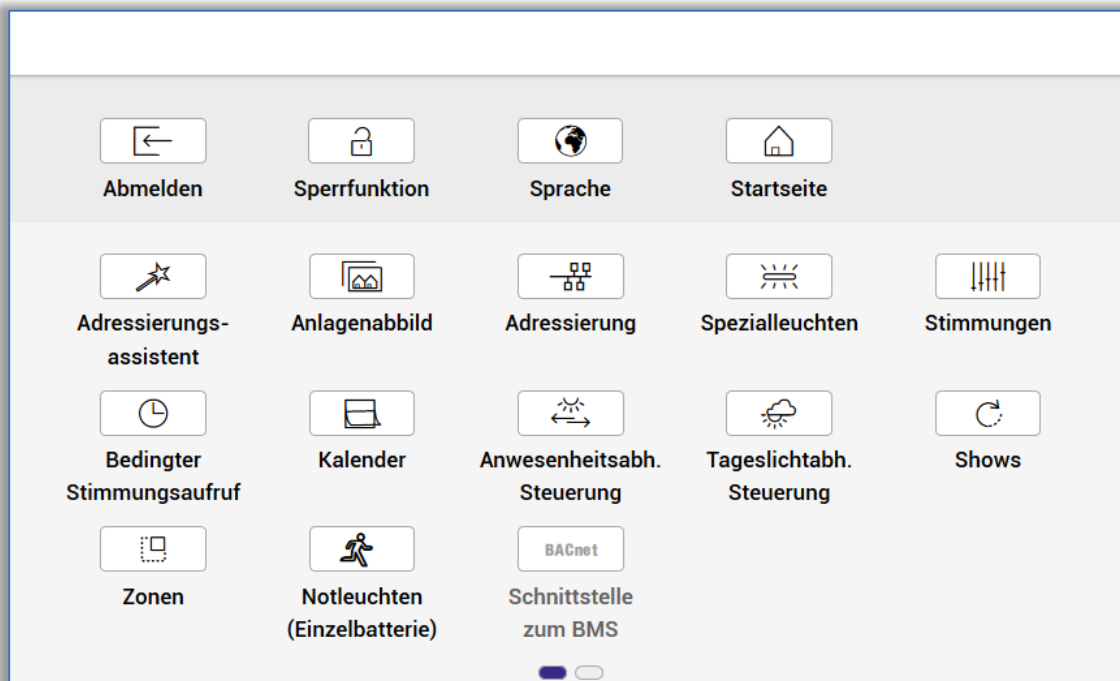 Abmelden
Sperrfunktion
Sprache
Startseite
Adressierungs-
assistent
Anlagenabbild
Adressierung
Spezialleuchten
Stimmungen
Bedingter
Stimmungsaufruf
Kalender
Anwesenheitsabh.
Steuerung
Tageslichtabh.
Steuerung
Shows
Zonen
Notleuchten
(Einzelbatterie)
BACnet
Schnittstelle
zum BMS